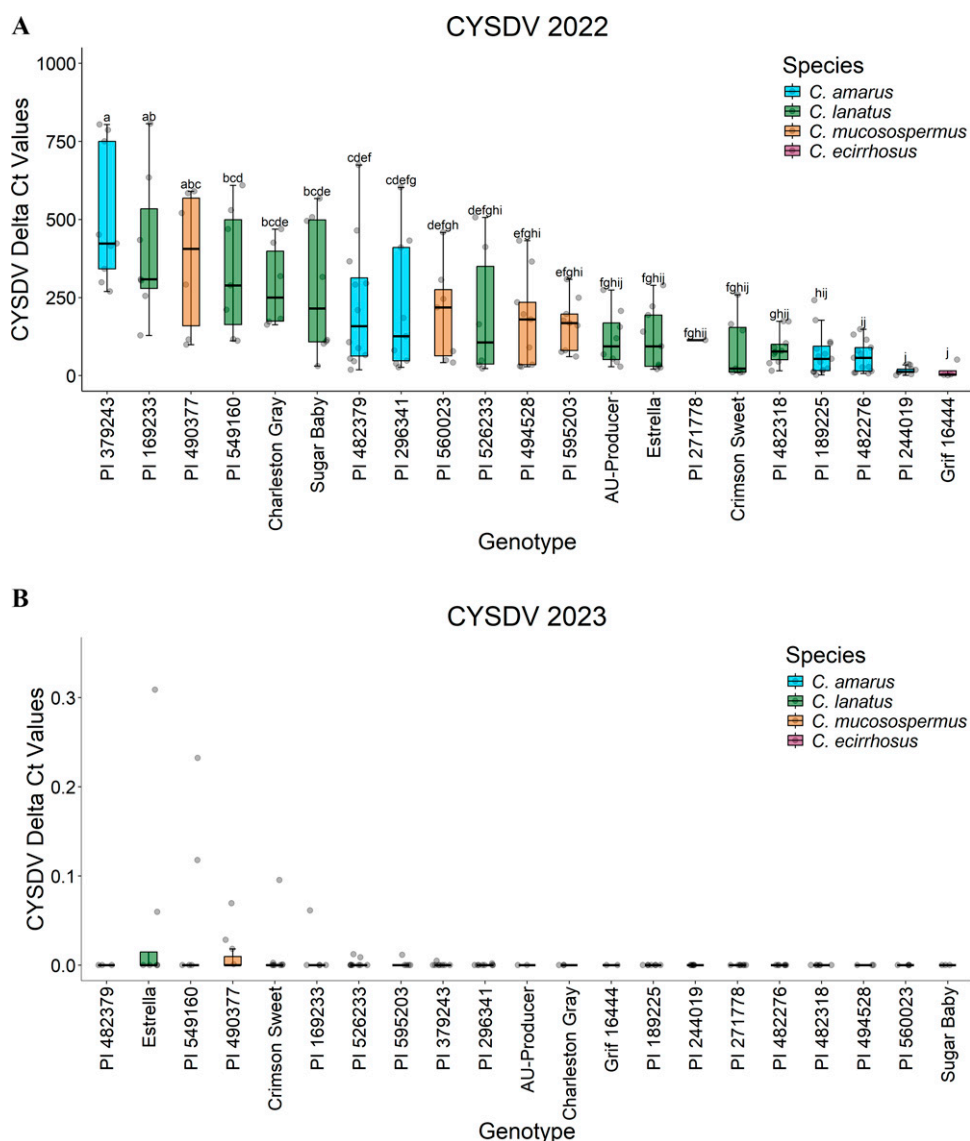 A
CYSDV 2022
CYSDV Delta Ct Values
1000
750
500
250
0
Species
C. amarus
C. lanatus
C. mucosospermus
C. ecirrhosus
a
ab
abc
bcd
bcde
bcde
cdef
cdefg
defgh
defghi
efghi
efghi
fghij
fghij
fghij
fghij
ghij
hij
ij
j
PI 379243
PI 169233
PI 490377
PI 549160
Charleston Gray
Sugar Baby
PI 482379
PI 296341
PI 560023
PI 526233
PI 494528
PI 595203
AU-Producer
Estrella
PI 271778
Crimson Sweet
PI 482318
PI 189225
PI 482276
PI 244019
Grif 16444
Genotype
B
CYSDV 2023
CYSDV Delta Ct Values
0.3
0.2
0.1
0.0
Species
C. amarus
C. lanatus
C. mucosospermus
C. ecirrhosus
PI 482379
Estrella
PI 549160
PI 490377
Crimson Sweet
PI 169233
PI 526233
PI 595203
PI 379243
PI 296341
AU-Producer
Charleston Gray
Grif 16444
PI 189225
PI 244019
PI 271778
PI 482276
PI 482318
PI 494528
PI 560023
Sugar Baby
Genotype